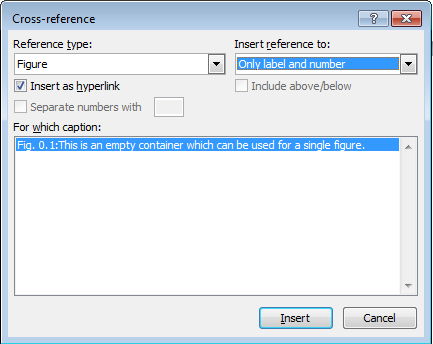 Cross-reference
Reference type:
Insert reference to:
Figure
Only label and number
Insert as hyperlink
Include above/below
Separate numbers with
For which caption:
Fig. 0.1:This is an empty container which can be used for a single figure.
Insert
Cancel